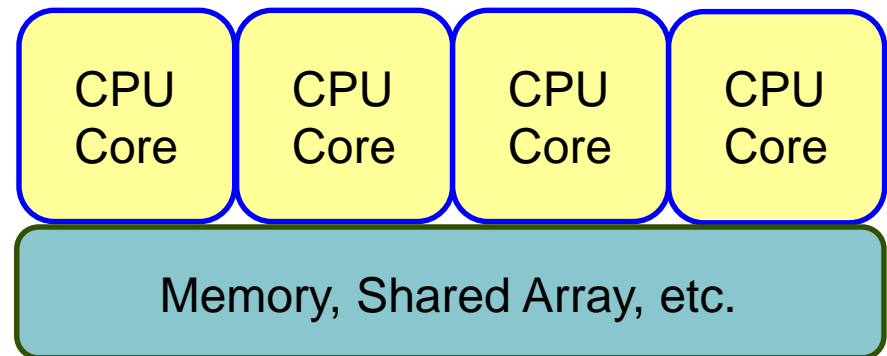 CPU
Core
CPU
Core
CPU
Core
CPU
Core
Memory, Shared Array, etc.